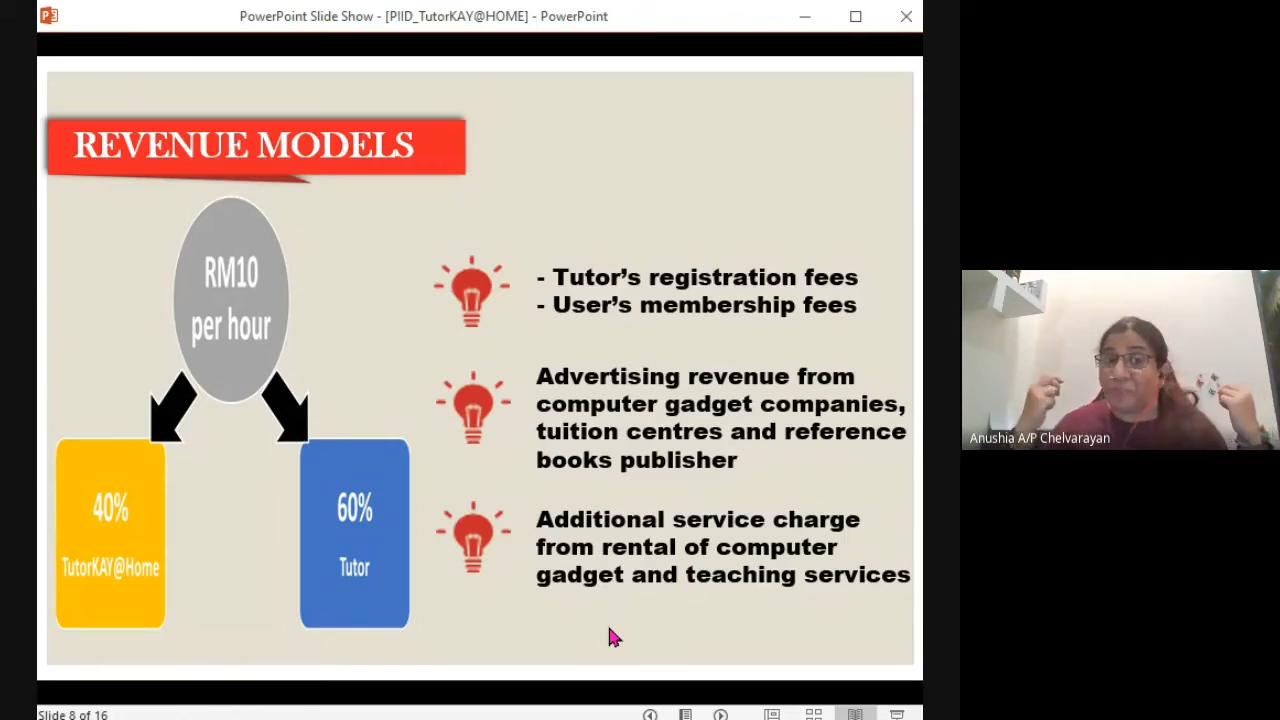 PowerPoint Slide Show - [PIID_TutorKAY@HOME] - PowerPoint
REVENUE MODELS
RM10
per hour
40%
TutorKAY@Home
60%
Tutor
- Tutor’s registration fees
- User’s membership fees
Advertising revenue from
computer gadget companies,
tuition centres and reference
books publisher
Additional service charge
from rental of computer
gadget and teaching services
Anushia A/P Chelvarayan
Slide 8 of 16